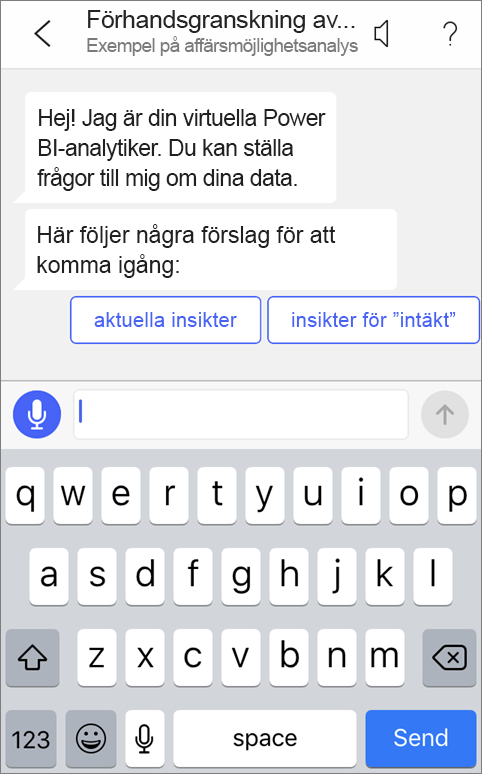 Förhandsgranskning av...
Exempel på affärsmöjlighetsanalys
?
Hej! Jag är din virtuella Power
BI-analytiker. Du kan ställa
frågor till mig om dina data.
Här följer några förslag för att
komma igång:
aktuella insikter
insikter för ”intäkt”
q w e r t y u i o p
a s d f g h j k l
z x c v b n m
123 space Send